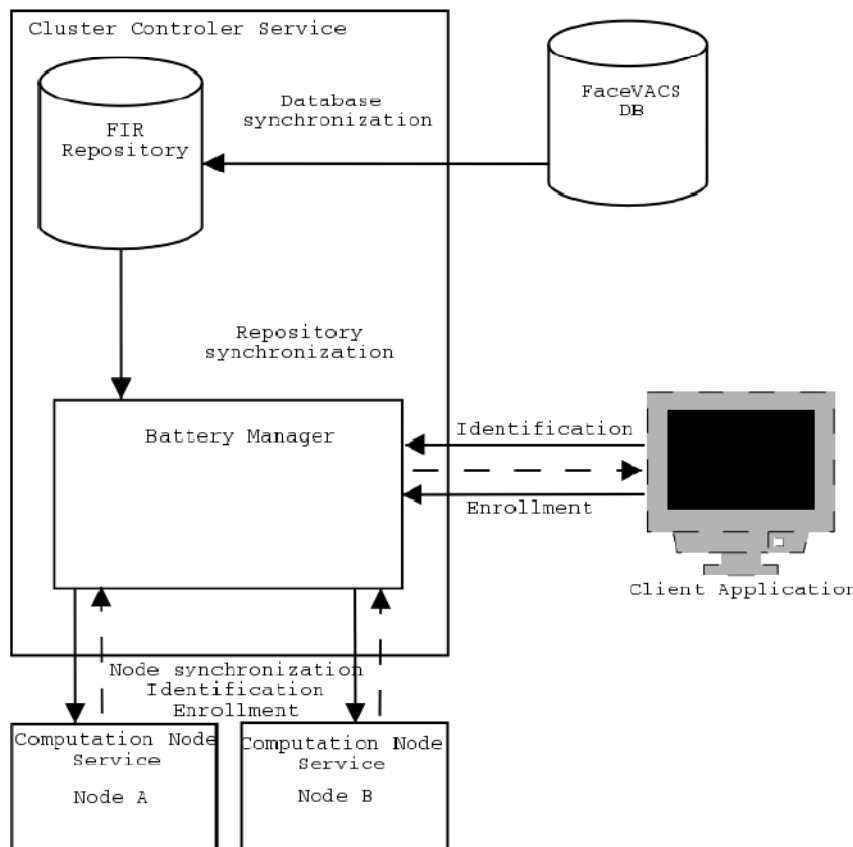 Cluster Controler Service
FaceVACS
DB
Database
synchronization
FIR
Repository
Repository
synchronization
Battery Manager
Identification
Enrollment
Client Application
Node synchronization
Identification
Enrollment
Computation Node
Service
Node A
Computation Node
Service
Node B